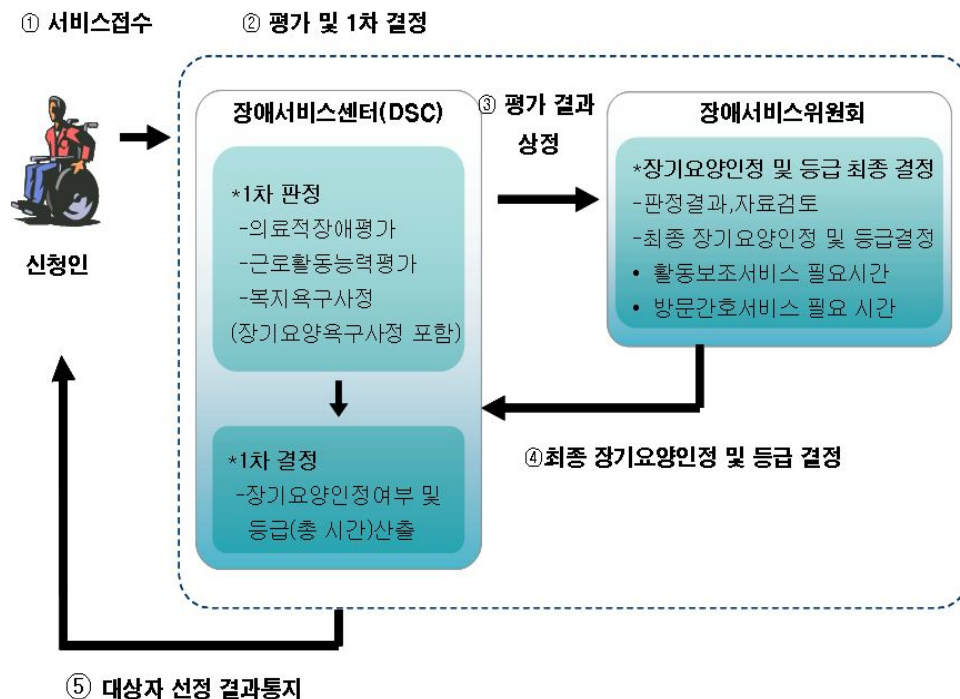 ① 서비스접수
② 평가 및 1차 결정
신청인
장애서비스센터(DSC)
*1차 판정
-의료적장애평가
-근로활동능력평가
-복지욕구사정
(장기요양욕구사정 포함)
*1차 결정
-장기요양인정여부 및
등급(총 시간)산출
③ 평가 결과
상정
장애서비스위원회
*장기요양인정 및 등급 최종 결정
-판정결과,자료검토
-최종 장기요양인정 및 등급결정
• 활동보조서비스 필요시간
• 방문간호서비스 필요 시간
④최종 장기요양인정 및 등급 결정
⑤ 대상자 선정 결과통지